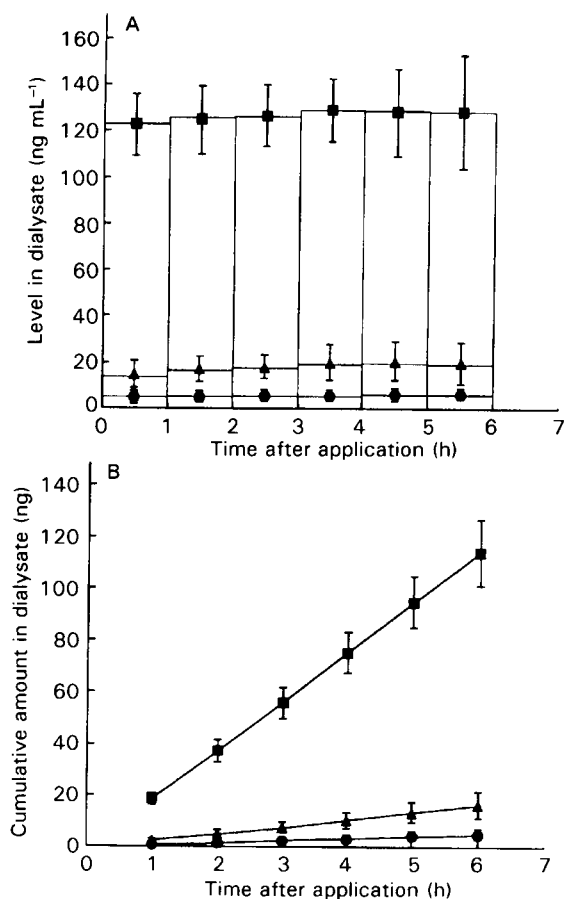 A
160
140
120
100
80
60
40
20
0
Level in dialysate (ng mL⁻¹)
0 1 2 3 4 5 6 7
Time after application (h)
B
140
120
100
80
60
40
20
0
Cumulative amount in dialysate (ng)
0 1 2 3 4 5 6 7
Time after application (h)